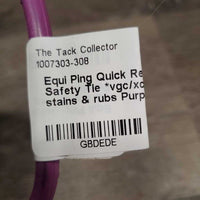 The Tack Collector
1007303-308
Equi Ping Quick Re
Safety Tie *vgc/xc
stains & rubs Purp
GBDEDE